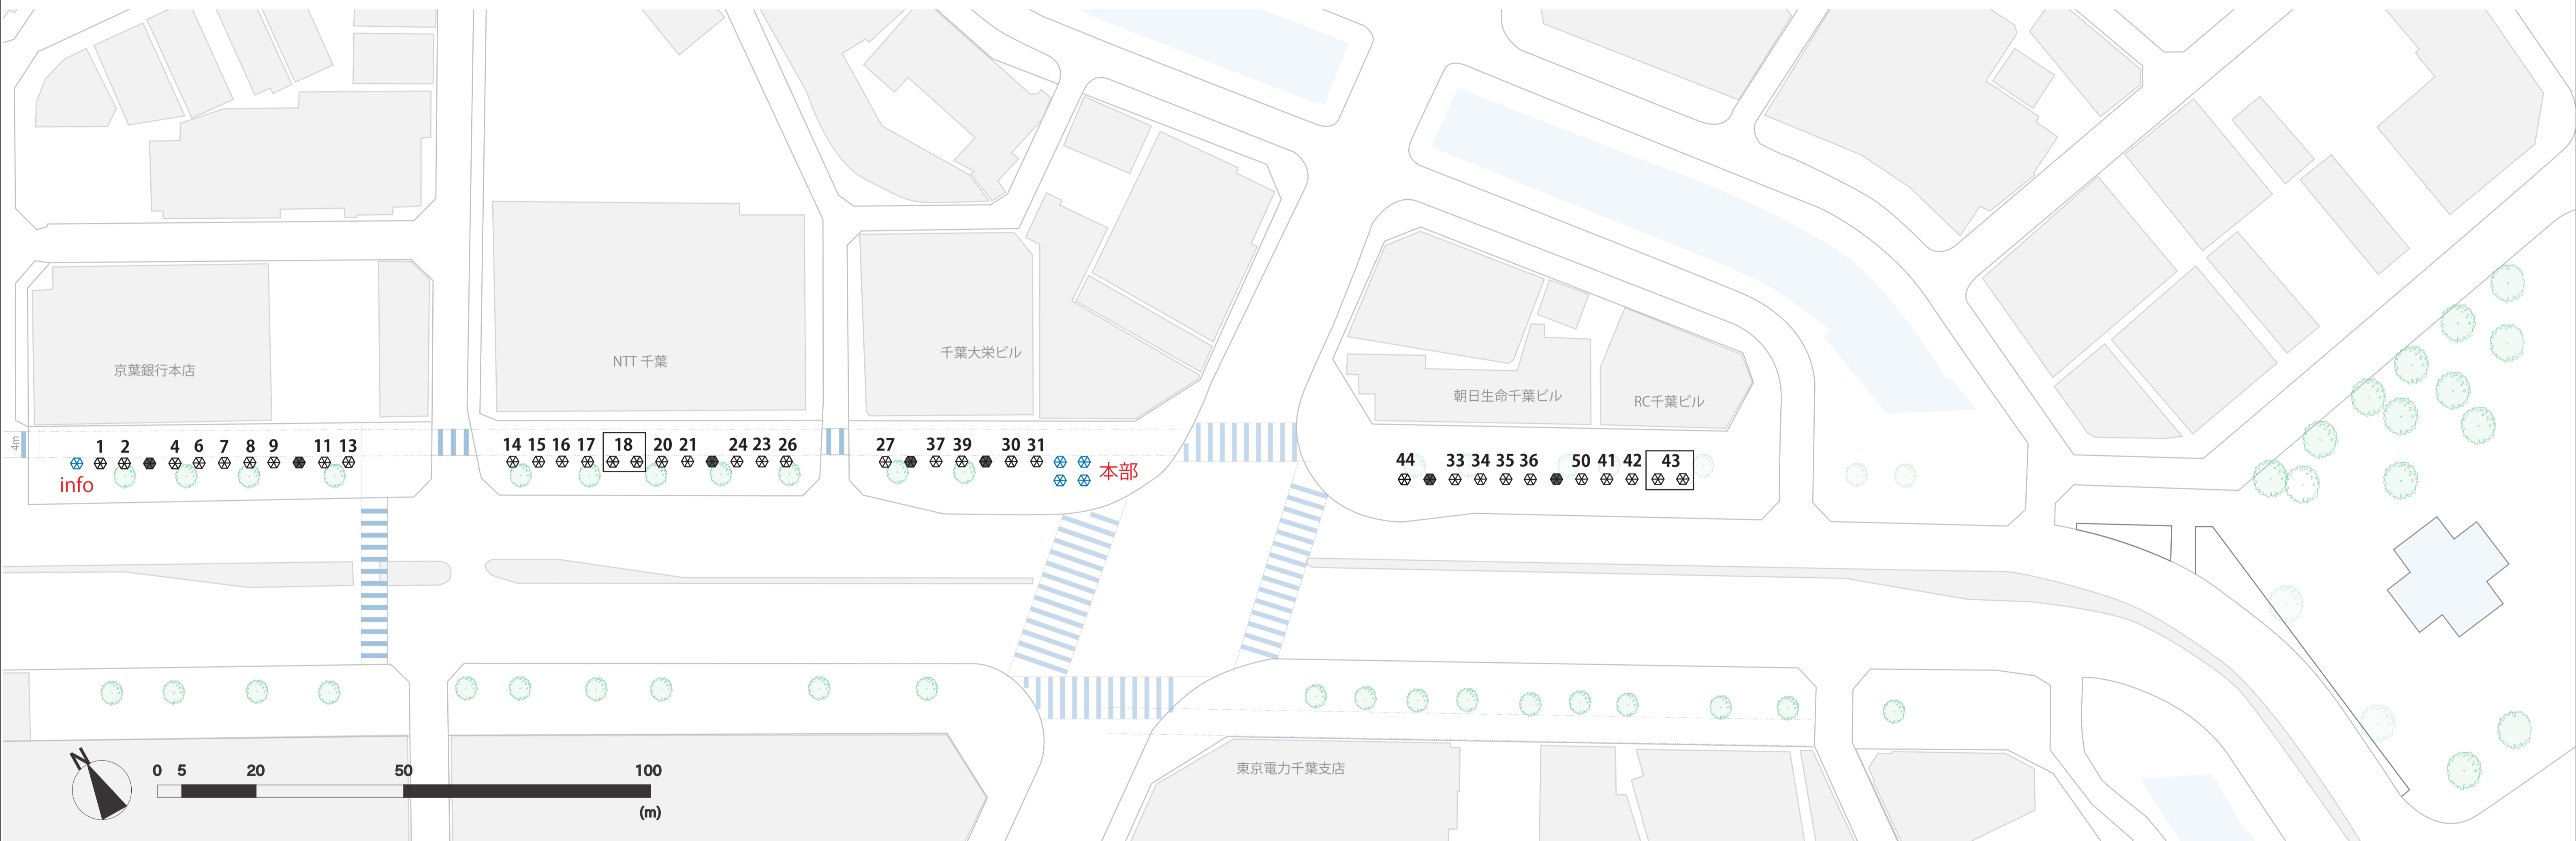 京葉銀行本店
NTT 千葉
千葉大栄ビル
朝日生命千葉ビル
RC千葉ビル
4m
1 2 4 6 7 8 9 11 13
14 15 16 17 18 20 21 24 23 26
27 37 39 30 31
44 33 34 35 36 50 41 42 43
info
本部
東京電力千葉支店
N
0 5 20 50 100
(m)